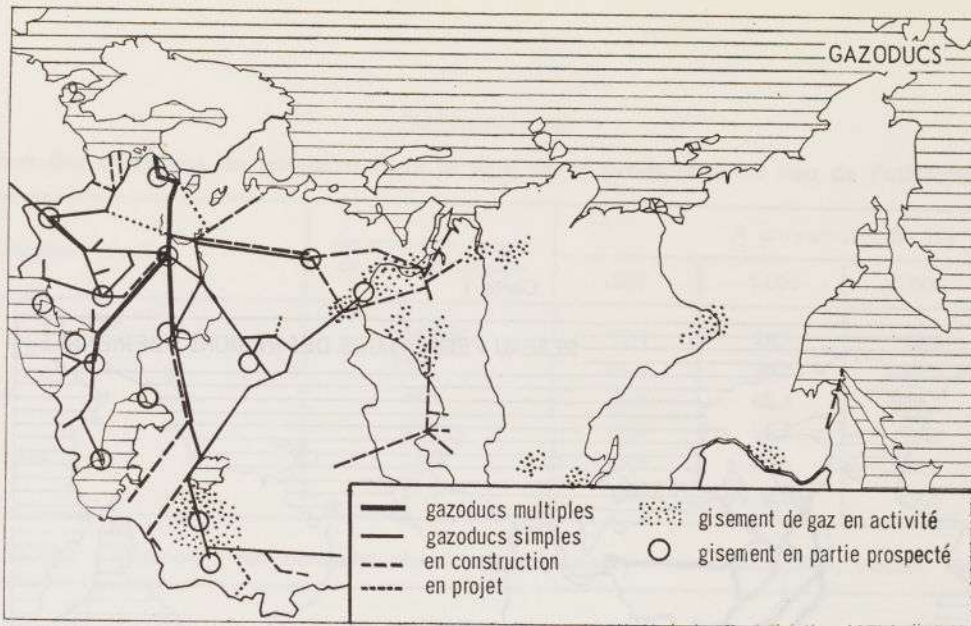 GAZODUCS
gazoducs multiples
gazoducs simples
en construction
en projet
gisement de gaz en activité
gisement en partie prospecté